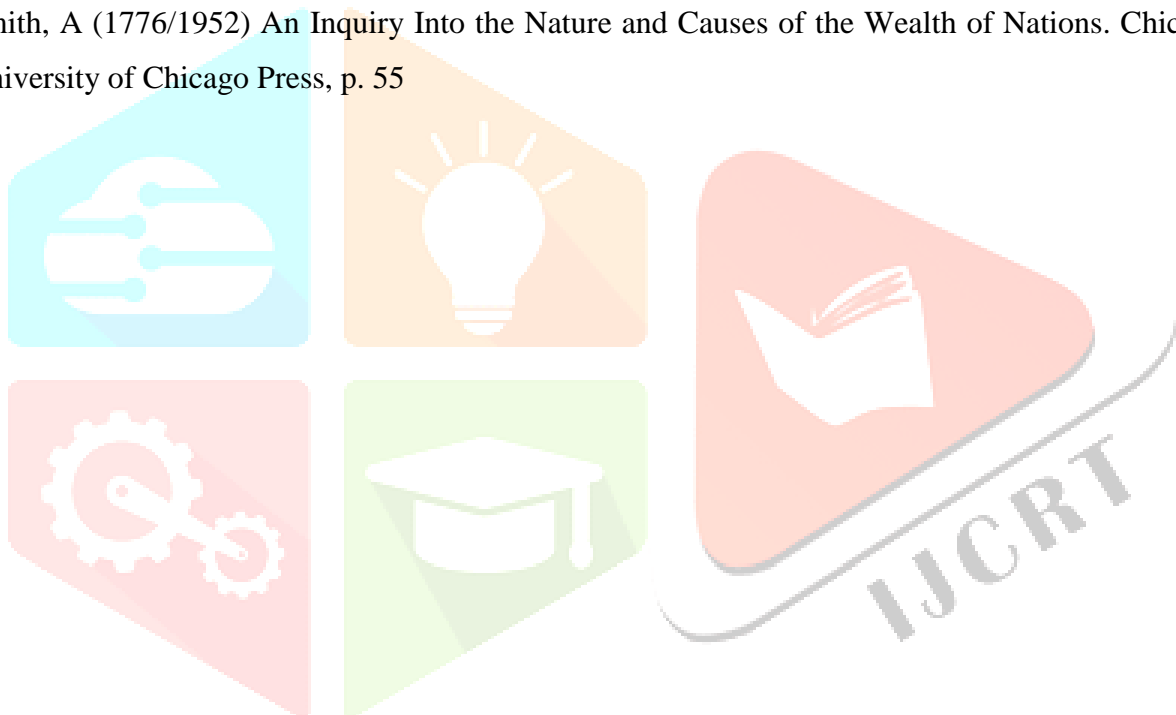 nith, A (1776/1952) An Inquiry Into the Nature and Causes of the Wealth of Nations. Chic
niversity of Chicago Press, p. 55
IJCRT